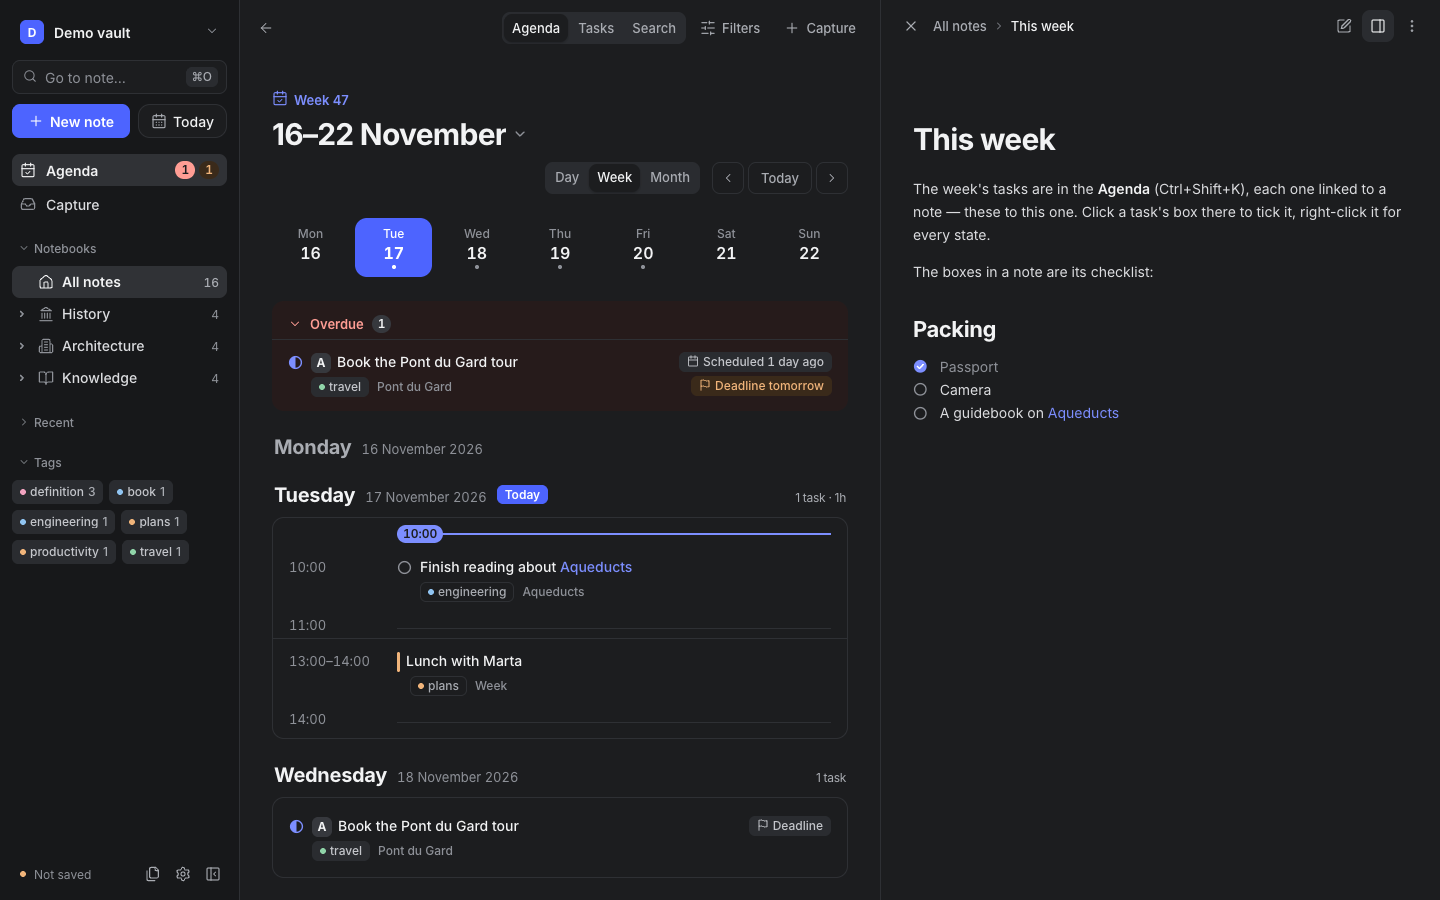 D Demo vault
Go to note... ⌘O
+ New note
Today
Agenda 1 1
Capture
Notebooks
All notes 16
History 4
Architecture 4
Knowledge 4
Recent
Tags
definition 3
book 1
engineering 1
plans 1
productivity 1
travel 1
Not saved
Agenda Tasks Search Filters + Capture
Week 47
16–22 November
Day Week Month Today
Mon Tue Wed Thu Fri Sat Sun
16 17 18 19 20 21 22
Overdue 1
A Book the Pont du Gard tour Scheduled 1 day ago
travel Pont du Gard Deadline tomorrow
Monday 16 November 2026
Tuesday 17 November 2026 Today 1 task · 1h
10:00
10:00 Finish reading about Aqueducts
engineering Aqueducts
11:00
13:00–14:00 Lunch with Marta
plans Week
14:00
Wednesday 18 November 2026 1 task
A Book the Pont du Gard tour Deadline
travel Pont du Gard
All notes > This week
This week
The week's tasks are in the Agenda (Ctrl+Shift+K), each one linked to a
note — these to this one. Click a task's box there to tick it, right-click it for
every state.
The boxes in a note are its checklist:
Packing
Passport
Camera
A guidebook on Aqueducts